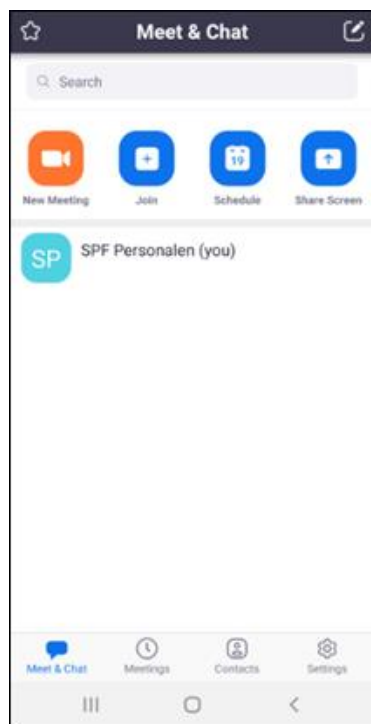 Meet & Chat
Search
New Meeting
Join
19
Schedule
Share Screen
SP
SPF Personalen (you)
Meet & Chat
Meetings
Contacts
Settings